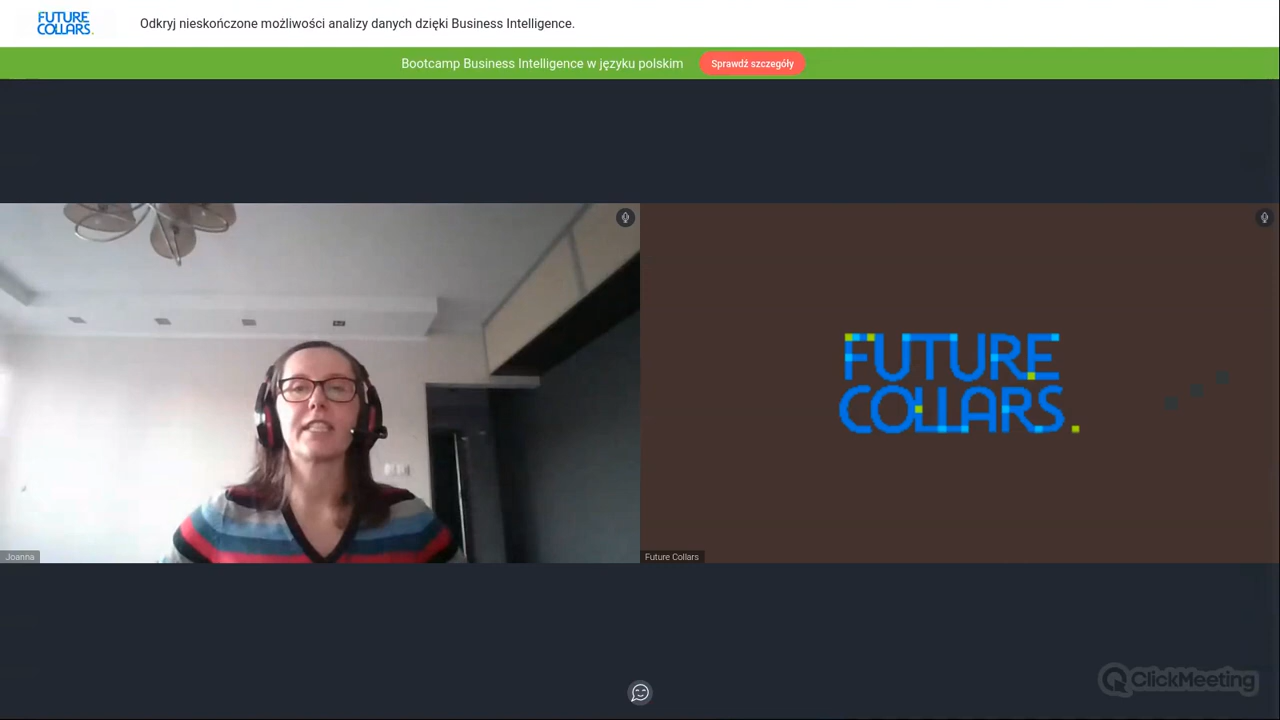 FUTURE
COLLARS.
Odkryj nieskończone możliwości analizy danych dzięki Business Intelligence.
Bootcamp Business Intelligence w języku polskim
Sprawdź szczegóły
FUTURE
COLLARS.
Joanna
Future Collars
ClickMeeting